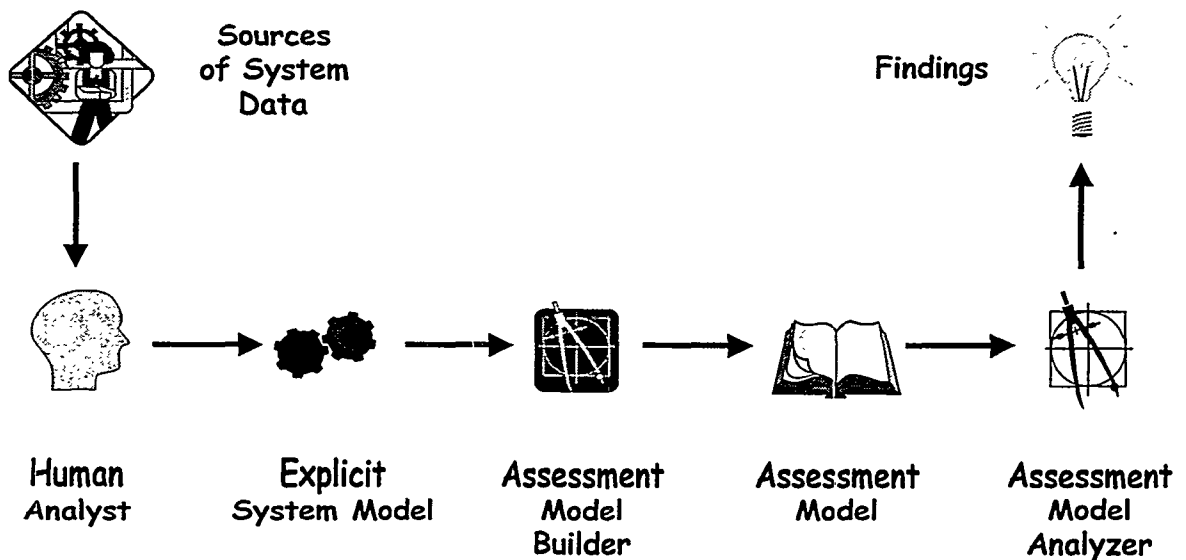 Sources
of System
Data
Findings
Human
Analyst
Explicit
System Model
Assessment
Model
Builder
Assessment
Model
Assessment
Model
Analyzer